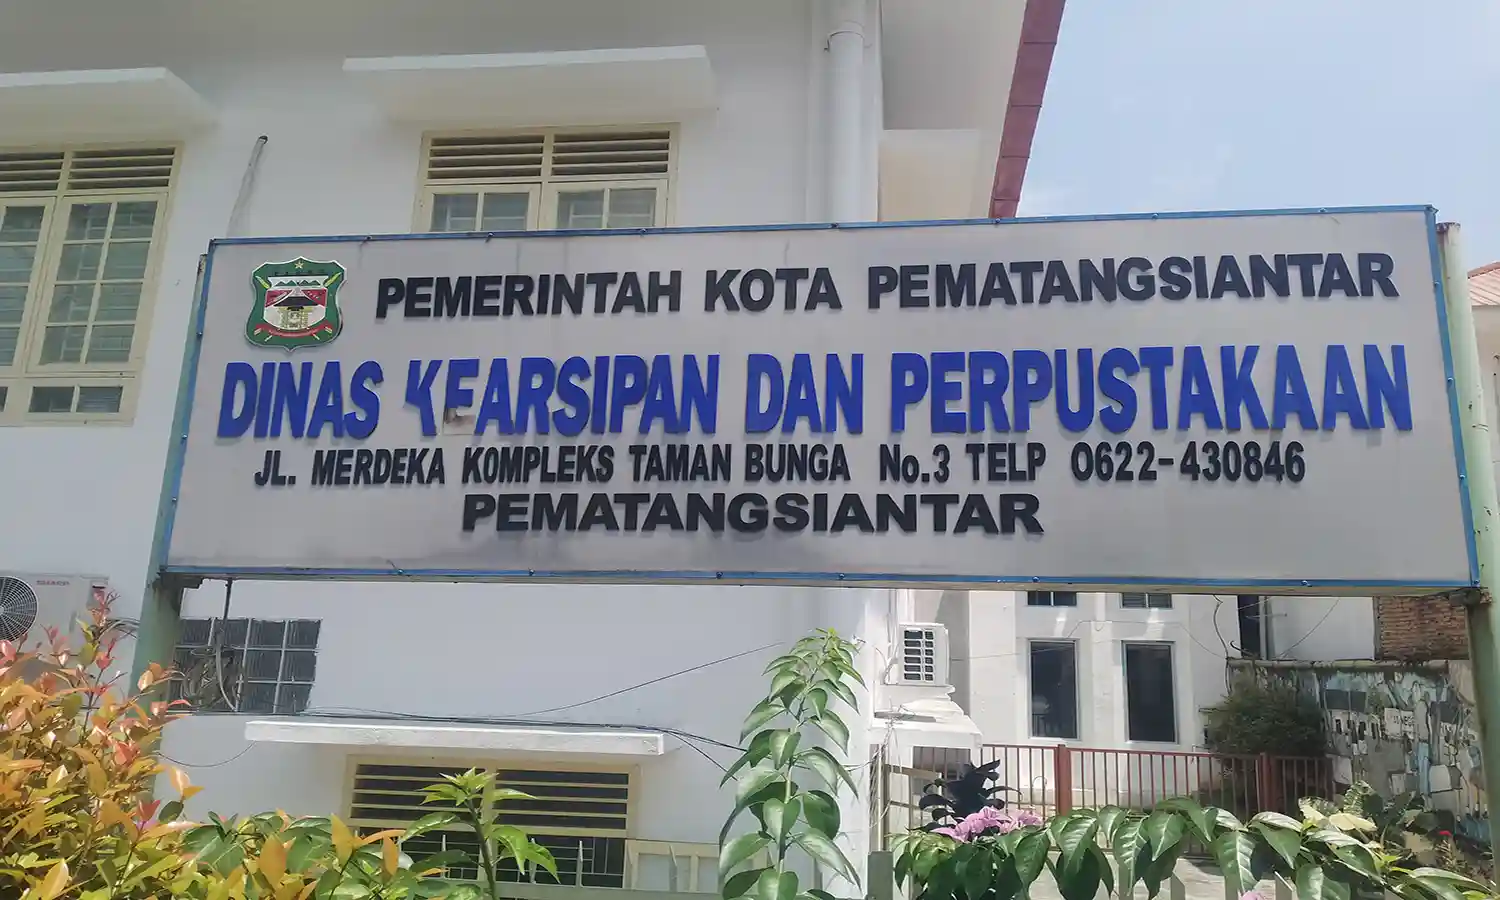 PEMERINTAH KOTA PEMATANGSIANTAR
DINAS KEARSIPAN DAN PERPUSTAKAAN
JL. MERDEKA KOMPLEKS TAMAN BUNGA No.3 TELP 0622-430846
PEMATANGSIANTAR